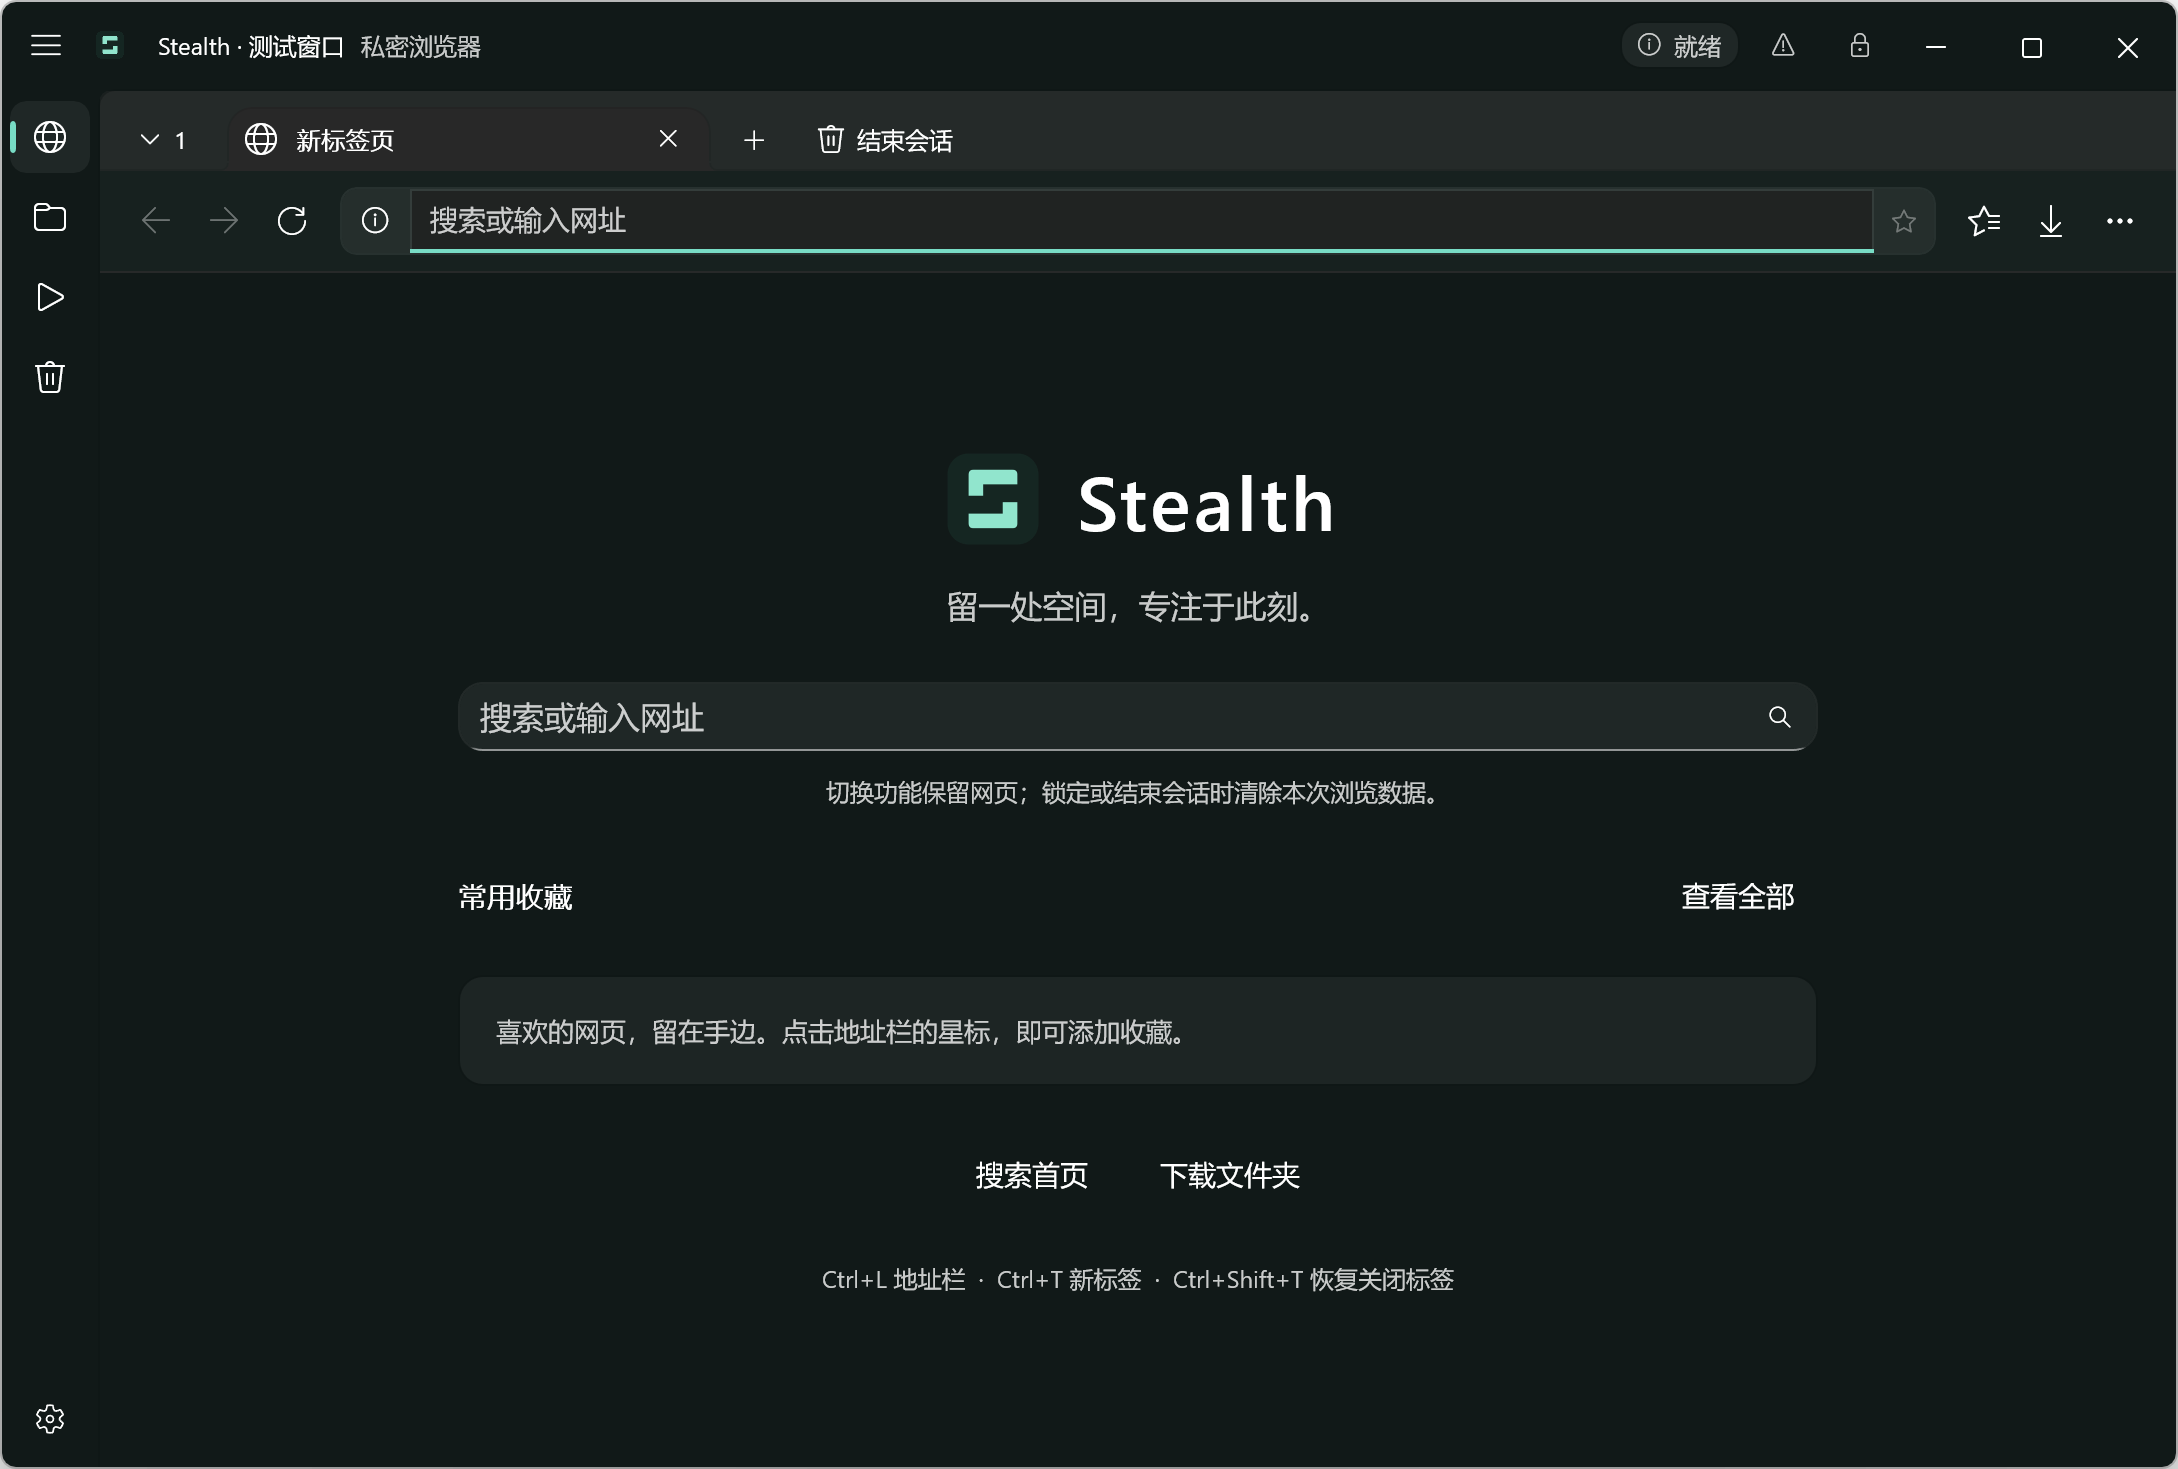 Stealth · 测试窗口 私密浏览器 就绪
1 新标签页 结束会话
搜索或输入网址
Stealth
留一处空间，专注于此刻。
搜索或输入网址
切换功能保留网页；锁定或结束会话时清除本次浏览数据。
常用收藏 查看全部
喜欢的网页，留在手边。点击地址栏的星标，即可添加收藏。
搜索首页 下载文件夹
Ctrl+L 地址栏 · Ctrl+T 新标签 · Ctrl+Shift+T 恢复关闭标签